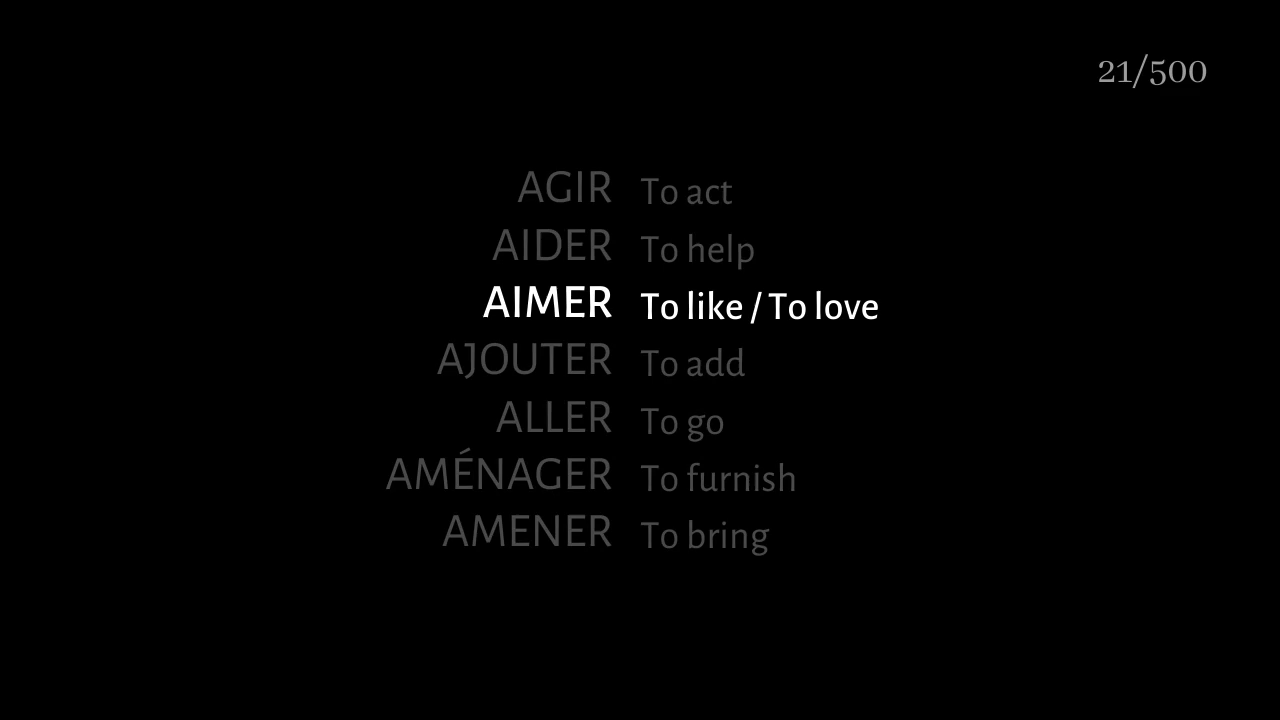 21/500
AGIR To act
AIDER To help
AIMER To like / To love
AJOUTER To add
ALLER To go
AMÉNAGER To furnish
AMENER To bring